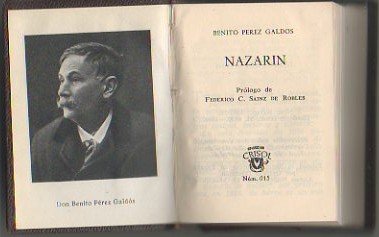 Don Benito Pérez Galdós
BENITO PEREZ GALDOS
NAZARIN
Prólogo de
FEDERICO C. SAINZ DE ROBLES
CRISOL
Núm. 015